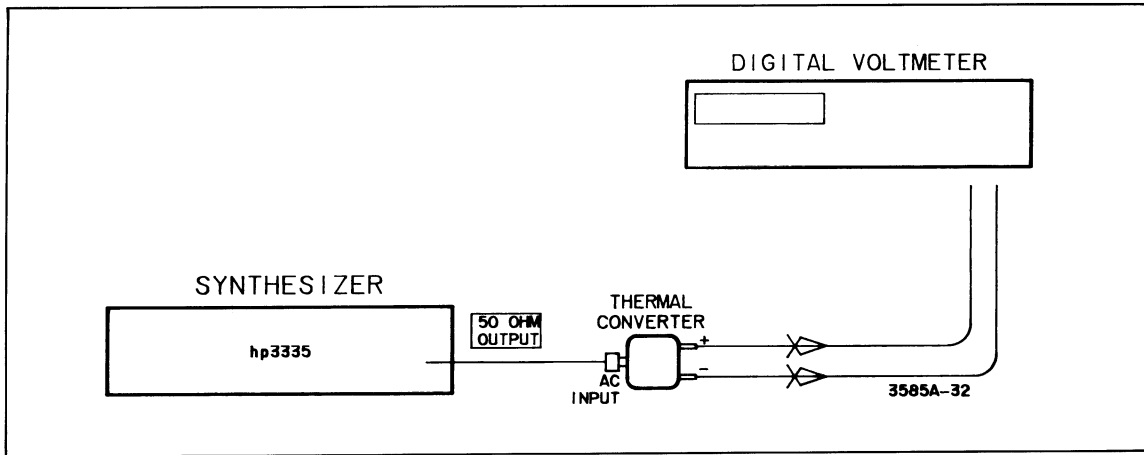 DIGITAL VOLTMETER
SYNTHESIZER
hp3335
50 OHM
OUTPUT
THERMAL
CONVERTER
+
−
AC
INPUT
3585A-32